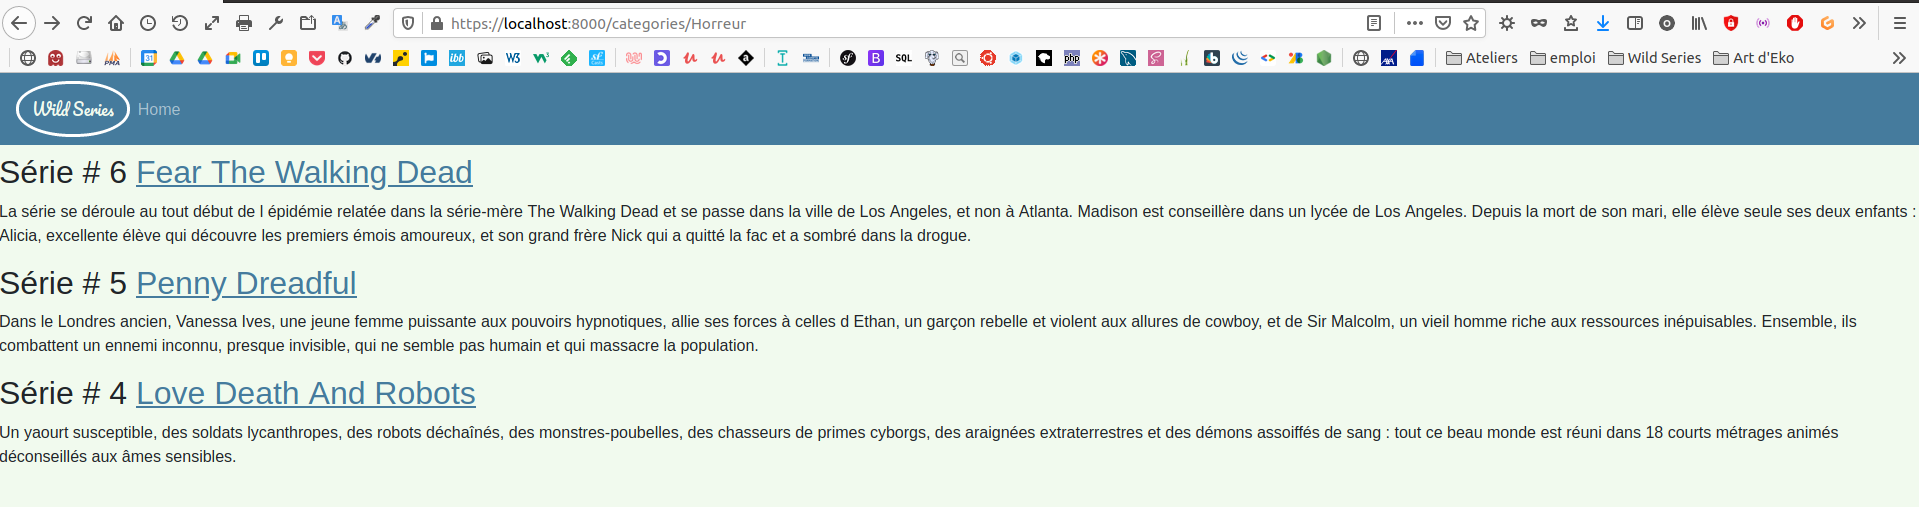 https://localhost:8000/categories/Horreur
31 PMA ibb W3 W3 sf SQL php AXA Ateliers emploi Wild Series Art d'Eko
Wild Series Home
Série # 6 Fear The Walking Dead
La série se déroule au tout début de l épidémie relatée dans la série-mère The Walking Dead et se passe dans la ville de Los Angeles, et non à Atlanta. Madison est conseillère dans un lycée de Los Angeles. Depuis la mort de son mari, elle élève seule ses deux enfants :
Alicia, excellente élève qui découvre les premiers émois amoureux, et son grand frère Nick qui a quitté la fac et a sombré dans la drogue.
Série # 5 Penny Dreadful
Dans le Londres ancien, Vanessa Ives, une jeune femme puissante aux pouvoirs hypnotiques, allie ses forces à celles d Ethan, un garçon rebelle et violent aux allures de cowboy, et de Sir Malcolm, un vieil homme riche aux ressources inépuisables. Ensemble, ils
combattent un ennemi inconnu, presque invisible, qui ne semble pas humain et qui massacre la population.
Série # 4 Love Death And Robots
Un yaourt susceptible, des soldats lycanthropes, des robots déchaînés, des monstres-poubelles, des chasseurs de primes cyborgs, des araignées extraterrestres et des démons assoiffés de sang : tout ce beau monde est réuni dans 18 courts métrages animés
déconseillés aux âmes sensibles.